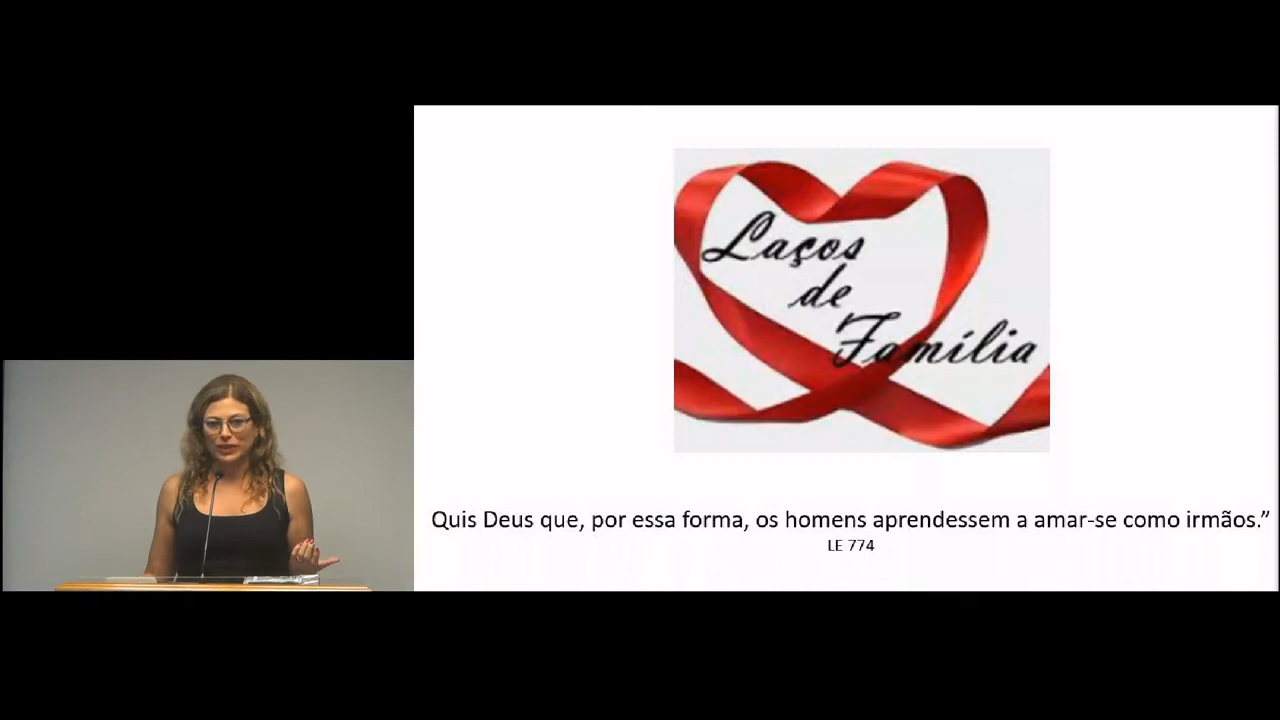 Laços
de
Família
Quis Deus que, por essa forma, os homens aprendessem a amar-se como irmãos.”
LE 774